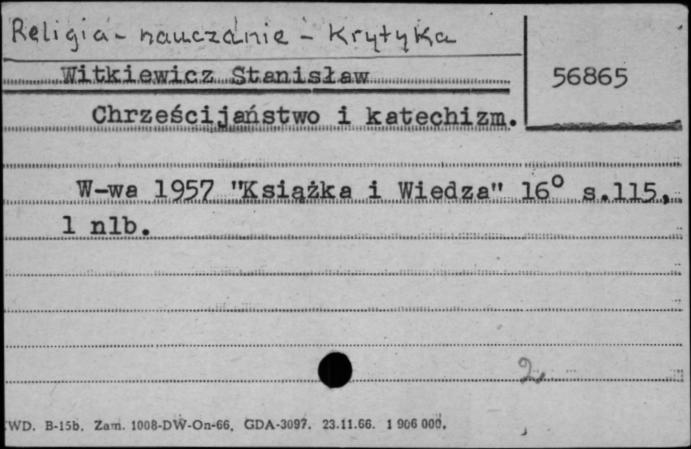 Religia - nauczanie - Krytyka
Witkiewicz Stanisław
56865
Chrześcijaństwo i katechizm.
W-wa 1957 "Książka i Wiedza" 16° s.115,
1 nlb.
2,
WD. B-15b. Zam. 1008-DW-On-66, GDA-3097. 23.11.66. 1 906 000.